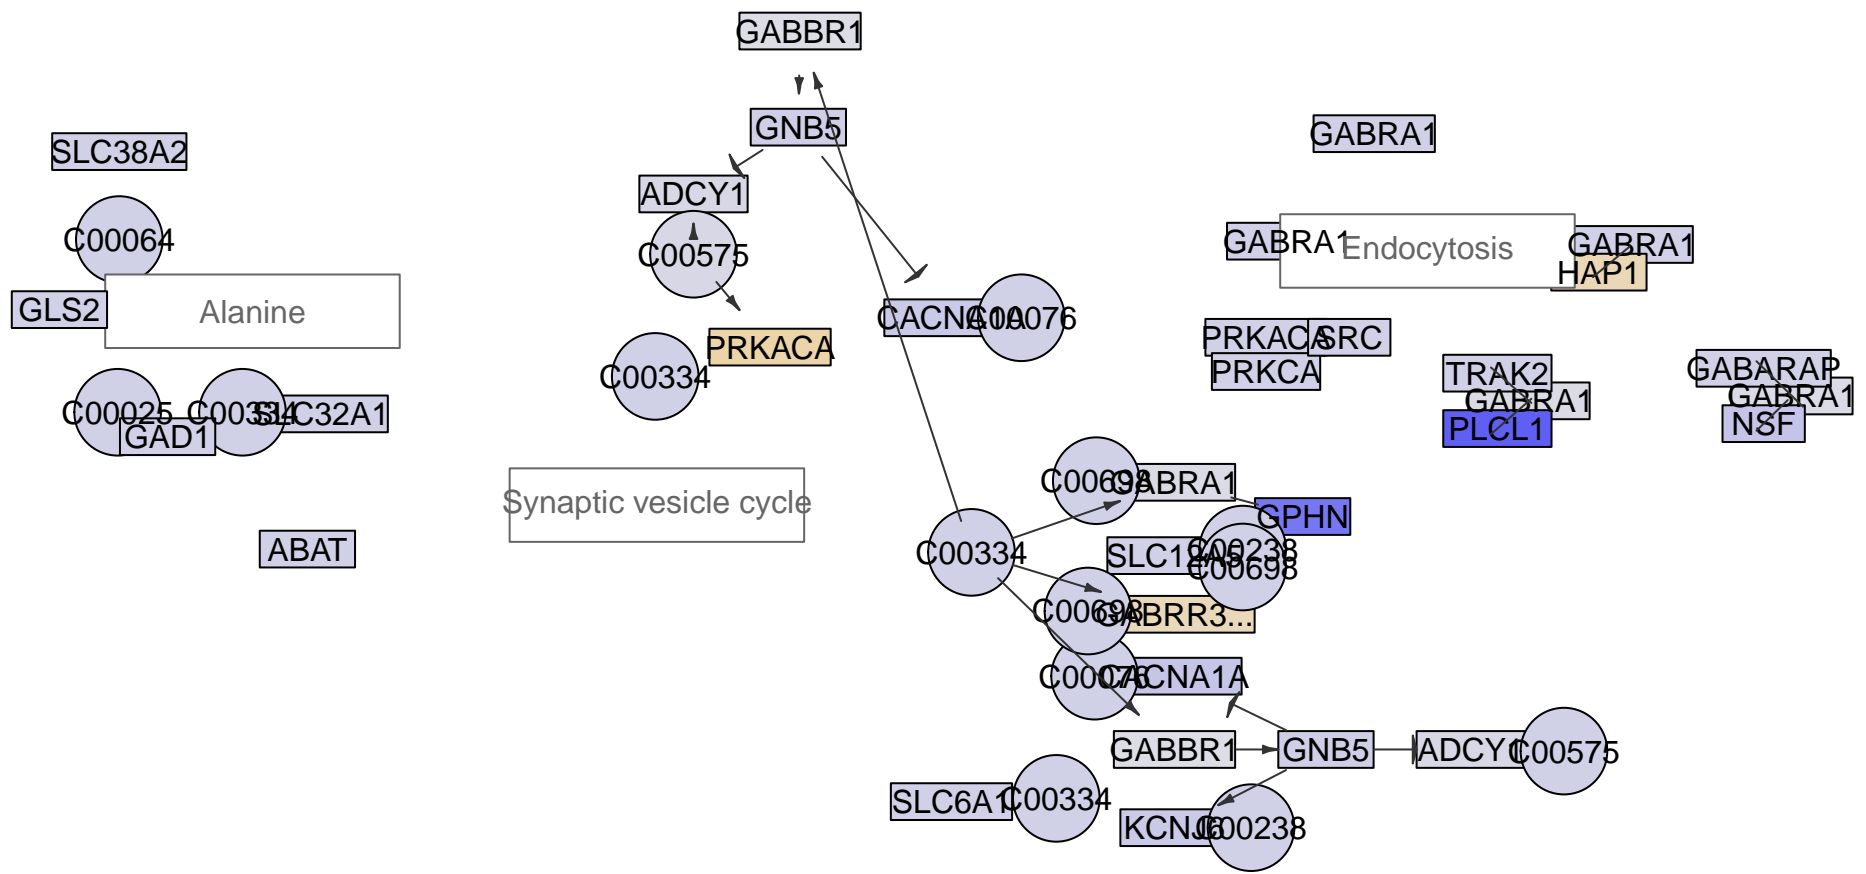 GABBR1
GNB5
GABRA1
SLC38A2
ADCY1
C00064
C00575
GABRA1
Endocytosis
GABRA1
HAP1
GLS2
Alanine
CACNA1A
C00076
PRKACA
SRC
PRKACA
PRKCA
C00334
TRAK2
GABARAP
GABRA1
GABRA1
C00025
C00334
SLC32A1
GAD1
PLCL1
NSF
C00698
GABRA1
Synaptic vesicle cycle
GPHN
ABAT
C00334
SLC12A5
C00238
C00698
C00698
GABRR3...
C00076
CACNA1A
GABBR1
GNB5
ADCY1
C00575
SLC6A1
C00334
KCNJ6
C00238